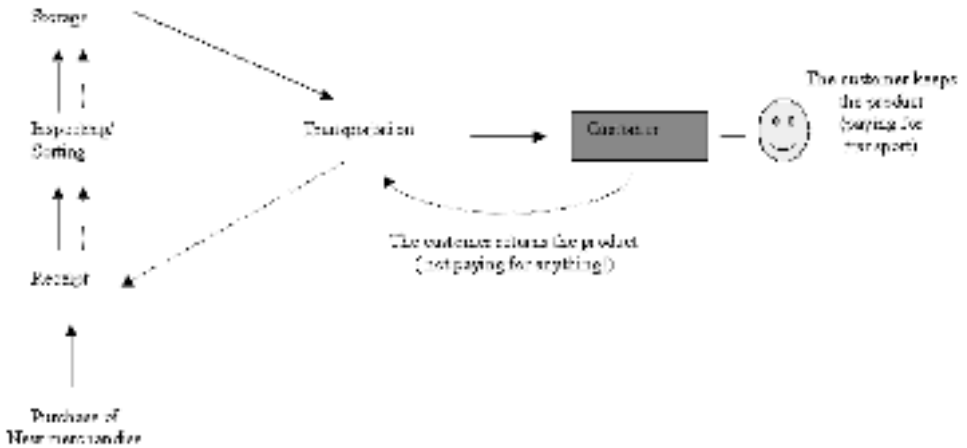 Storage
Inspecting/
Sorting
Receipt
Purchase of
New merchandise
Transportation
Customer
The customer keeps
the product
(paying for
transport)
The customer returns the product
(not paying for anything!)